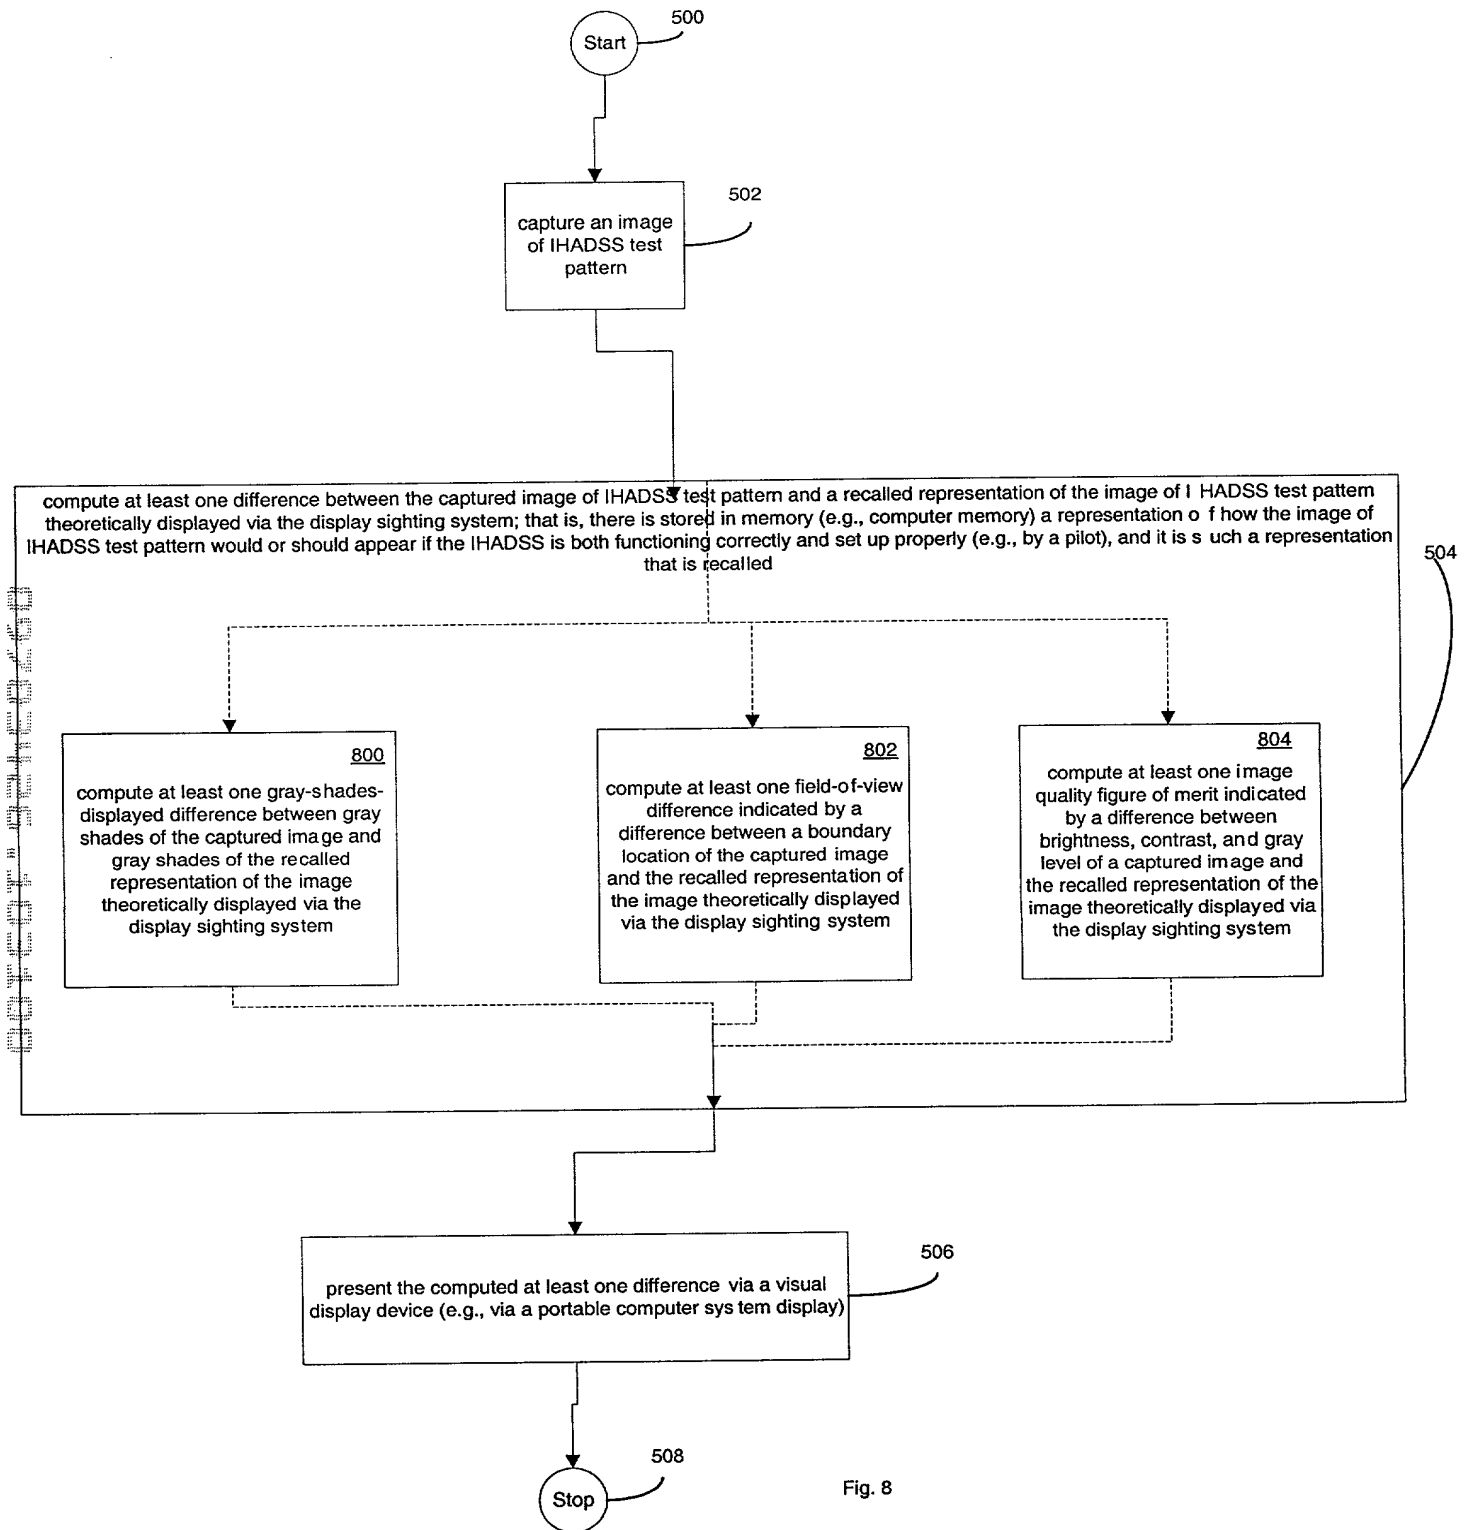 Start
500
502
capture an image
of IHADSS test
pattern
compute at least one difference between the captured image of IHADSS test pattern and a recalled representation of the image of I HADSS test pattern
theoretically displayed via the display sighting system; that is, there is stored in memory (e.g., computer memory) a representation o f how the image of
IHADSS test pattern would or should appear if the IHADSS is both functioning correctly and set up properly (e.g., by a pilot), and it is s uch a representation
that is recalled
504
800
compute at least one gray-shades-
displayed difference between gray
shades of the captured image and
gray shades of the recalled
representation of the image
theoretically displayed via the
display sighting system
802
compute at least one field-of-view
difference indicated by a
difference between a boundary
location of the captured image
and the recalled representation of
the image theoretically displayed
via the display sighting system
804
compute at least one image
quality figure of merit indicated
by a difference between
brightness, contrast, and gray
level of a captured image and
the recalled representation of the
image theoretically displayed via
the display sighting system
506
present the computed at least one difference via a visual
display device (e.g., via a portable computer sys tem display)
508
Stop
Fig. 8